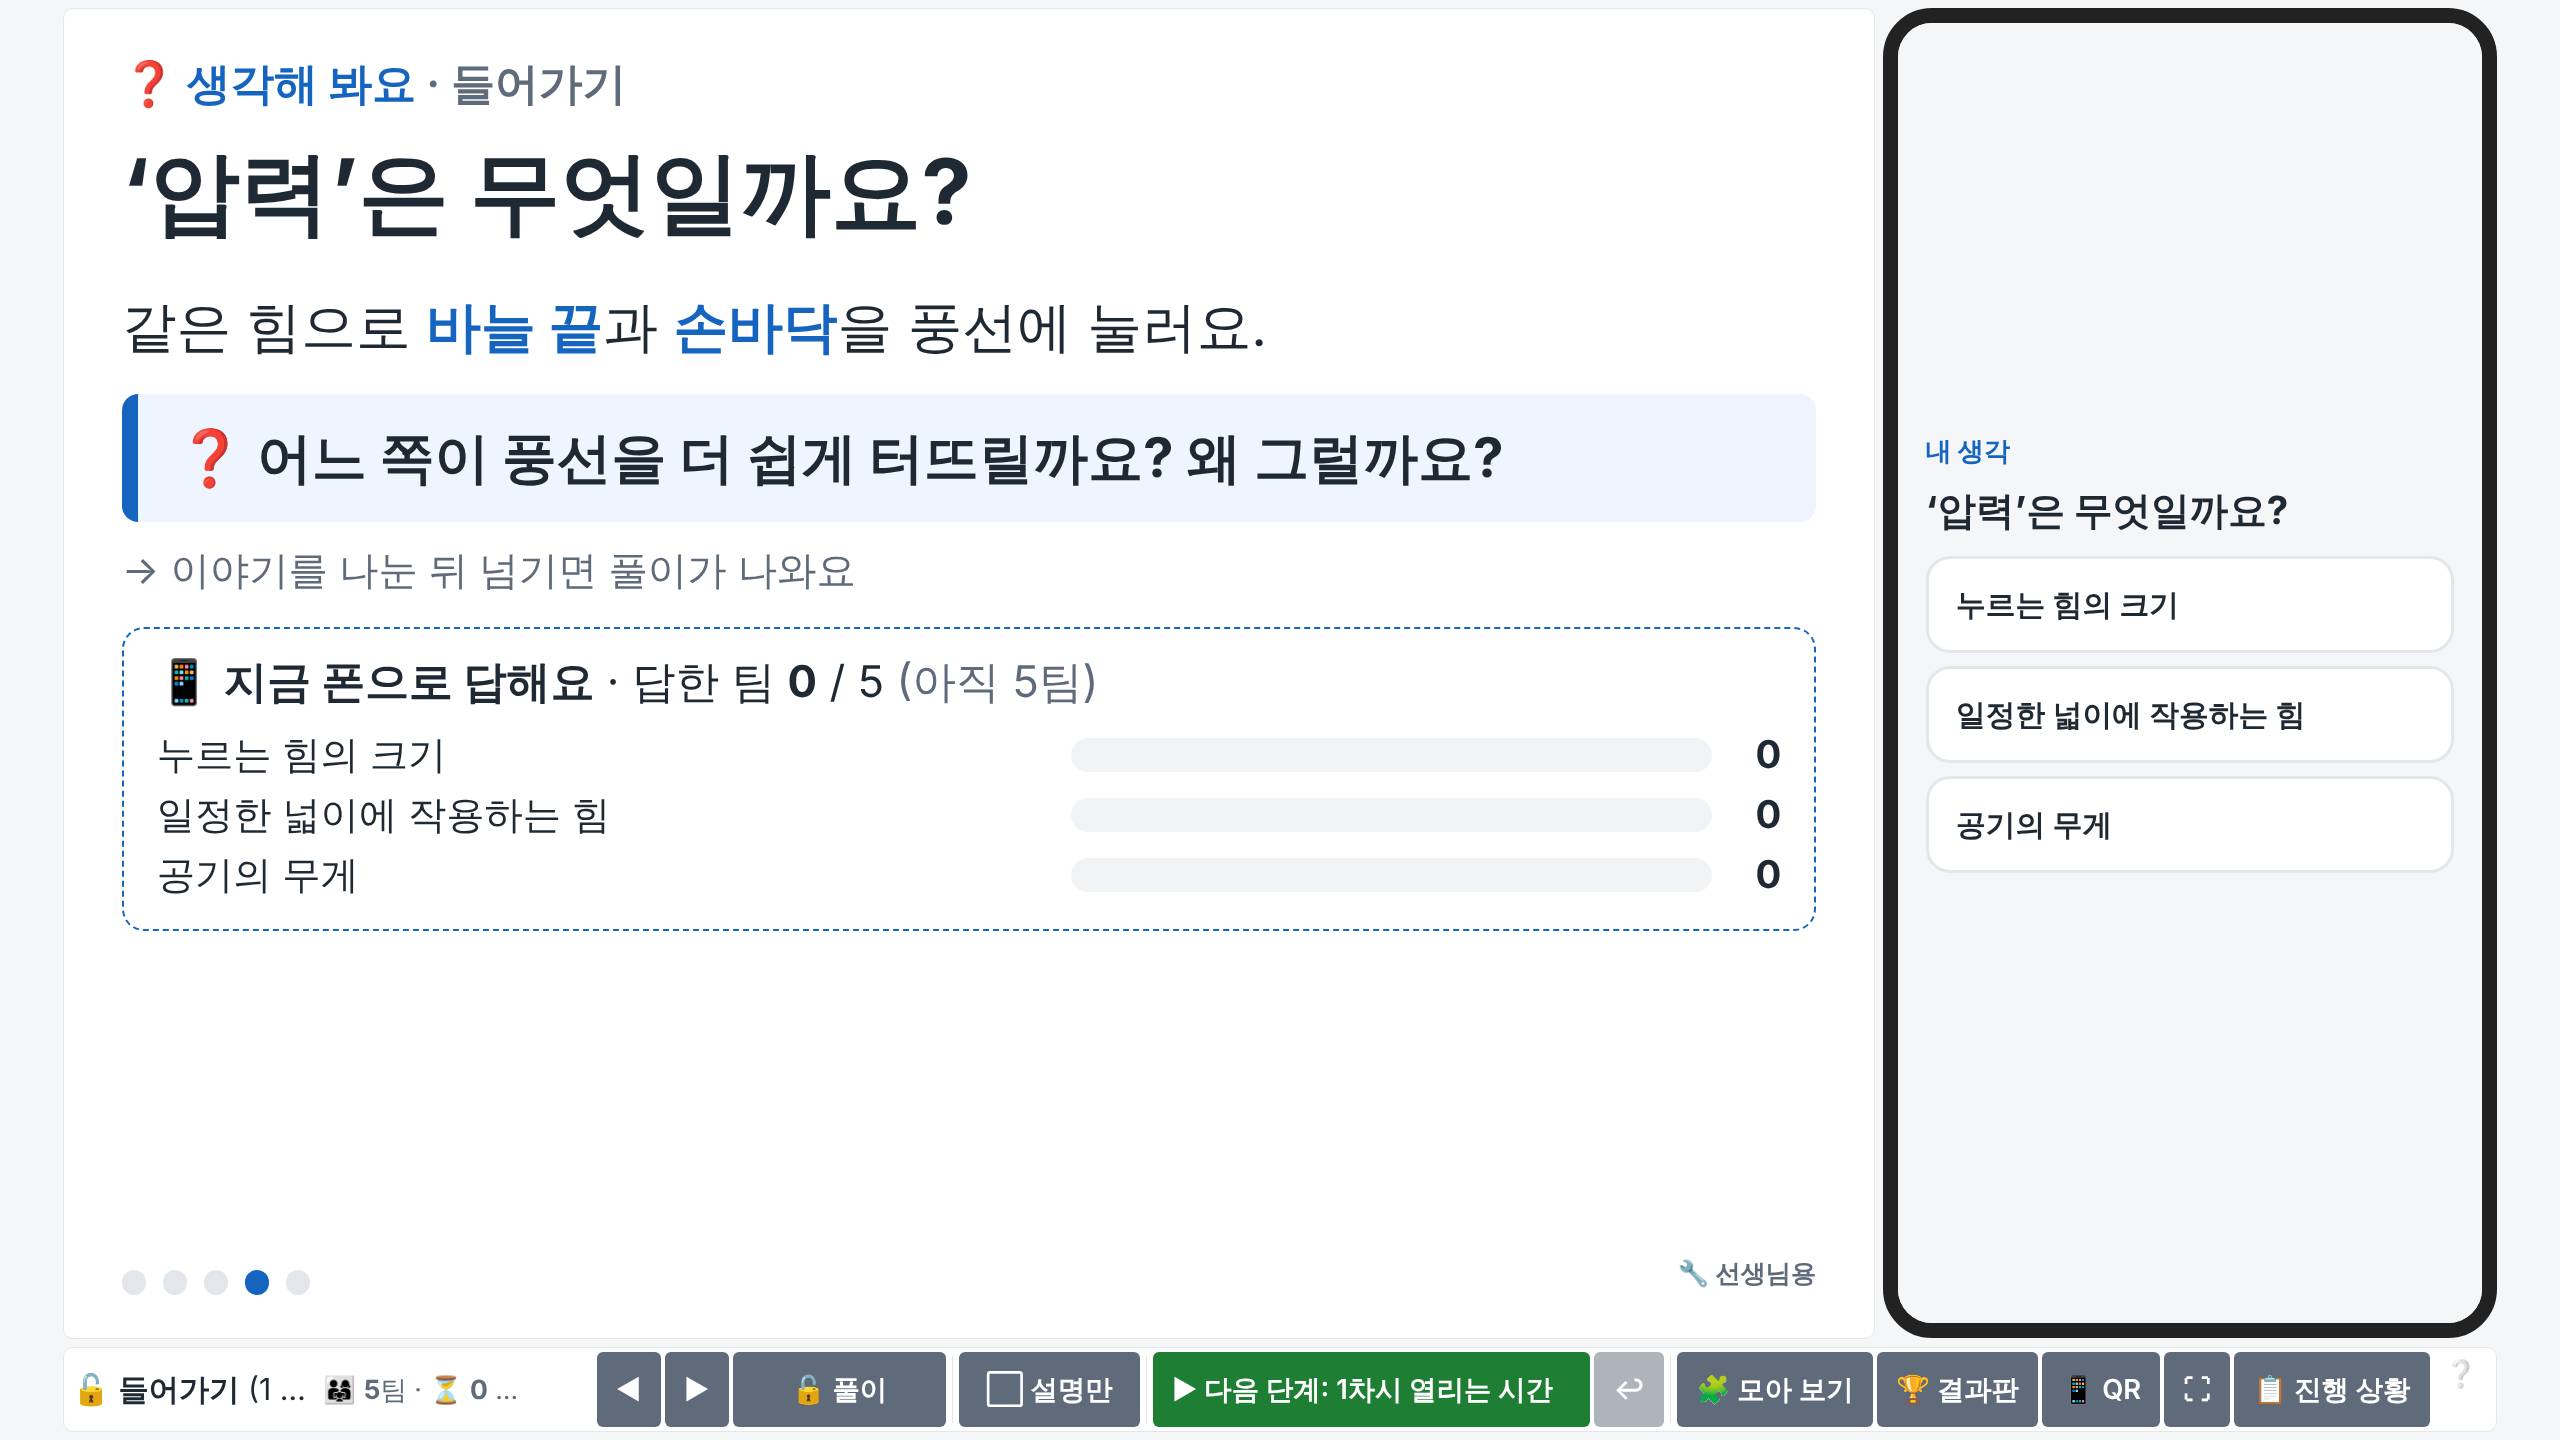 ❓ 생각해 봐요 · 들어가기
‘압력’은 무엇일까요?
같은 힘으로 바늘 끝과 손바닥을 풍선에 눌러요.
❓ 어느 쪽이 풍선을 더 쉽게 터뜨릴까요? 왜 그럴까요?
→ 이야기를 나눈 뒤 넘기면 풀이가 나와요
📱 지금 폰으로 답해요 · 답한 팀 0 / 5 (아직 5팀)
누르는 힘의 크기 0
일정한 넓이에 작용하는 힘 0
공기의 무게 0
🔧 선생님용
내 생각
‘압력’은 무엇일까요?
누르는 힘의 크기
일정한 넓이에 작용하는 힘
공기의 무게
🔓 들어가기 (1 ... 👨‍👩‍👧 5팀 · ⏳ 0 ... ◀ ▶ 🔓 풀이 ⬜ 설명만 ▶ 다음 단계: 1차시 열리는 시간 ↩ 🧩 모아 보기 🏆 결과판 📱 QR ⛶ 📋 진행 상황 ❔